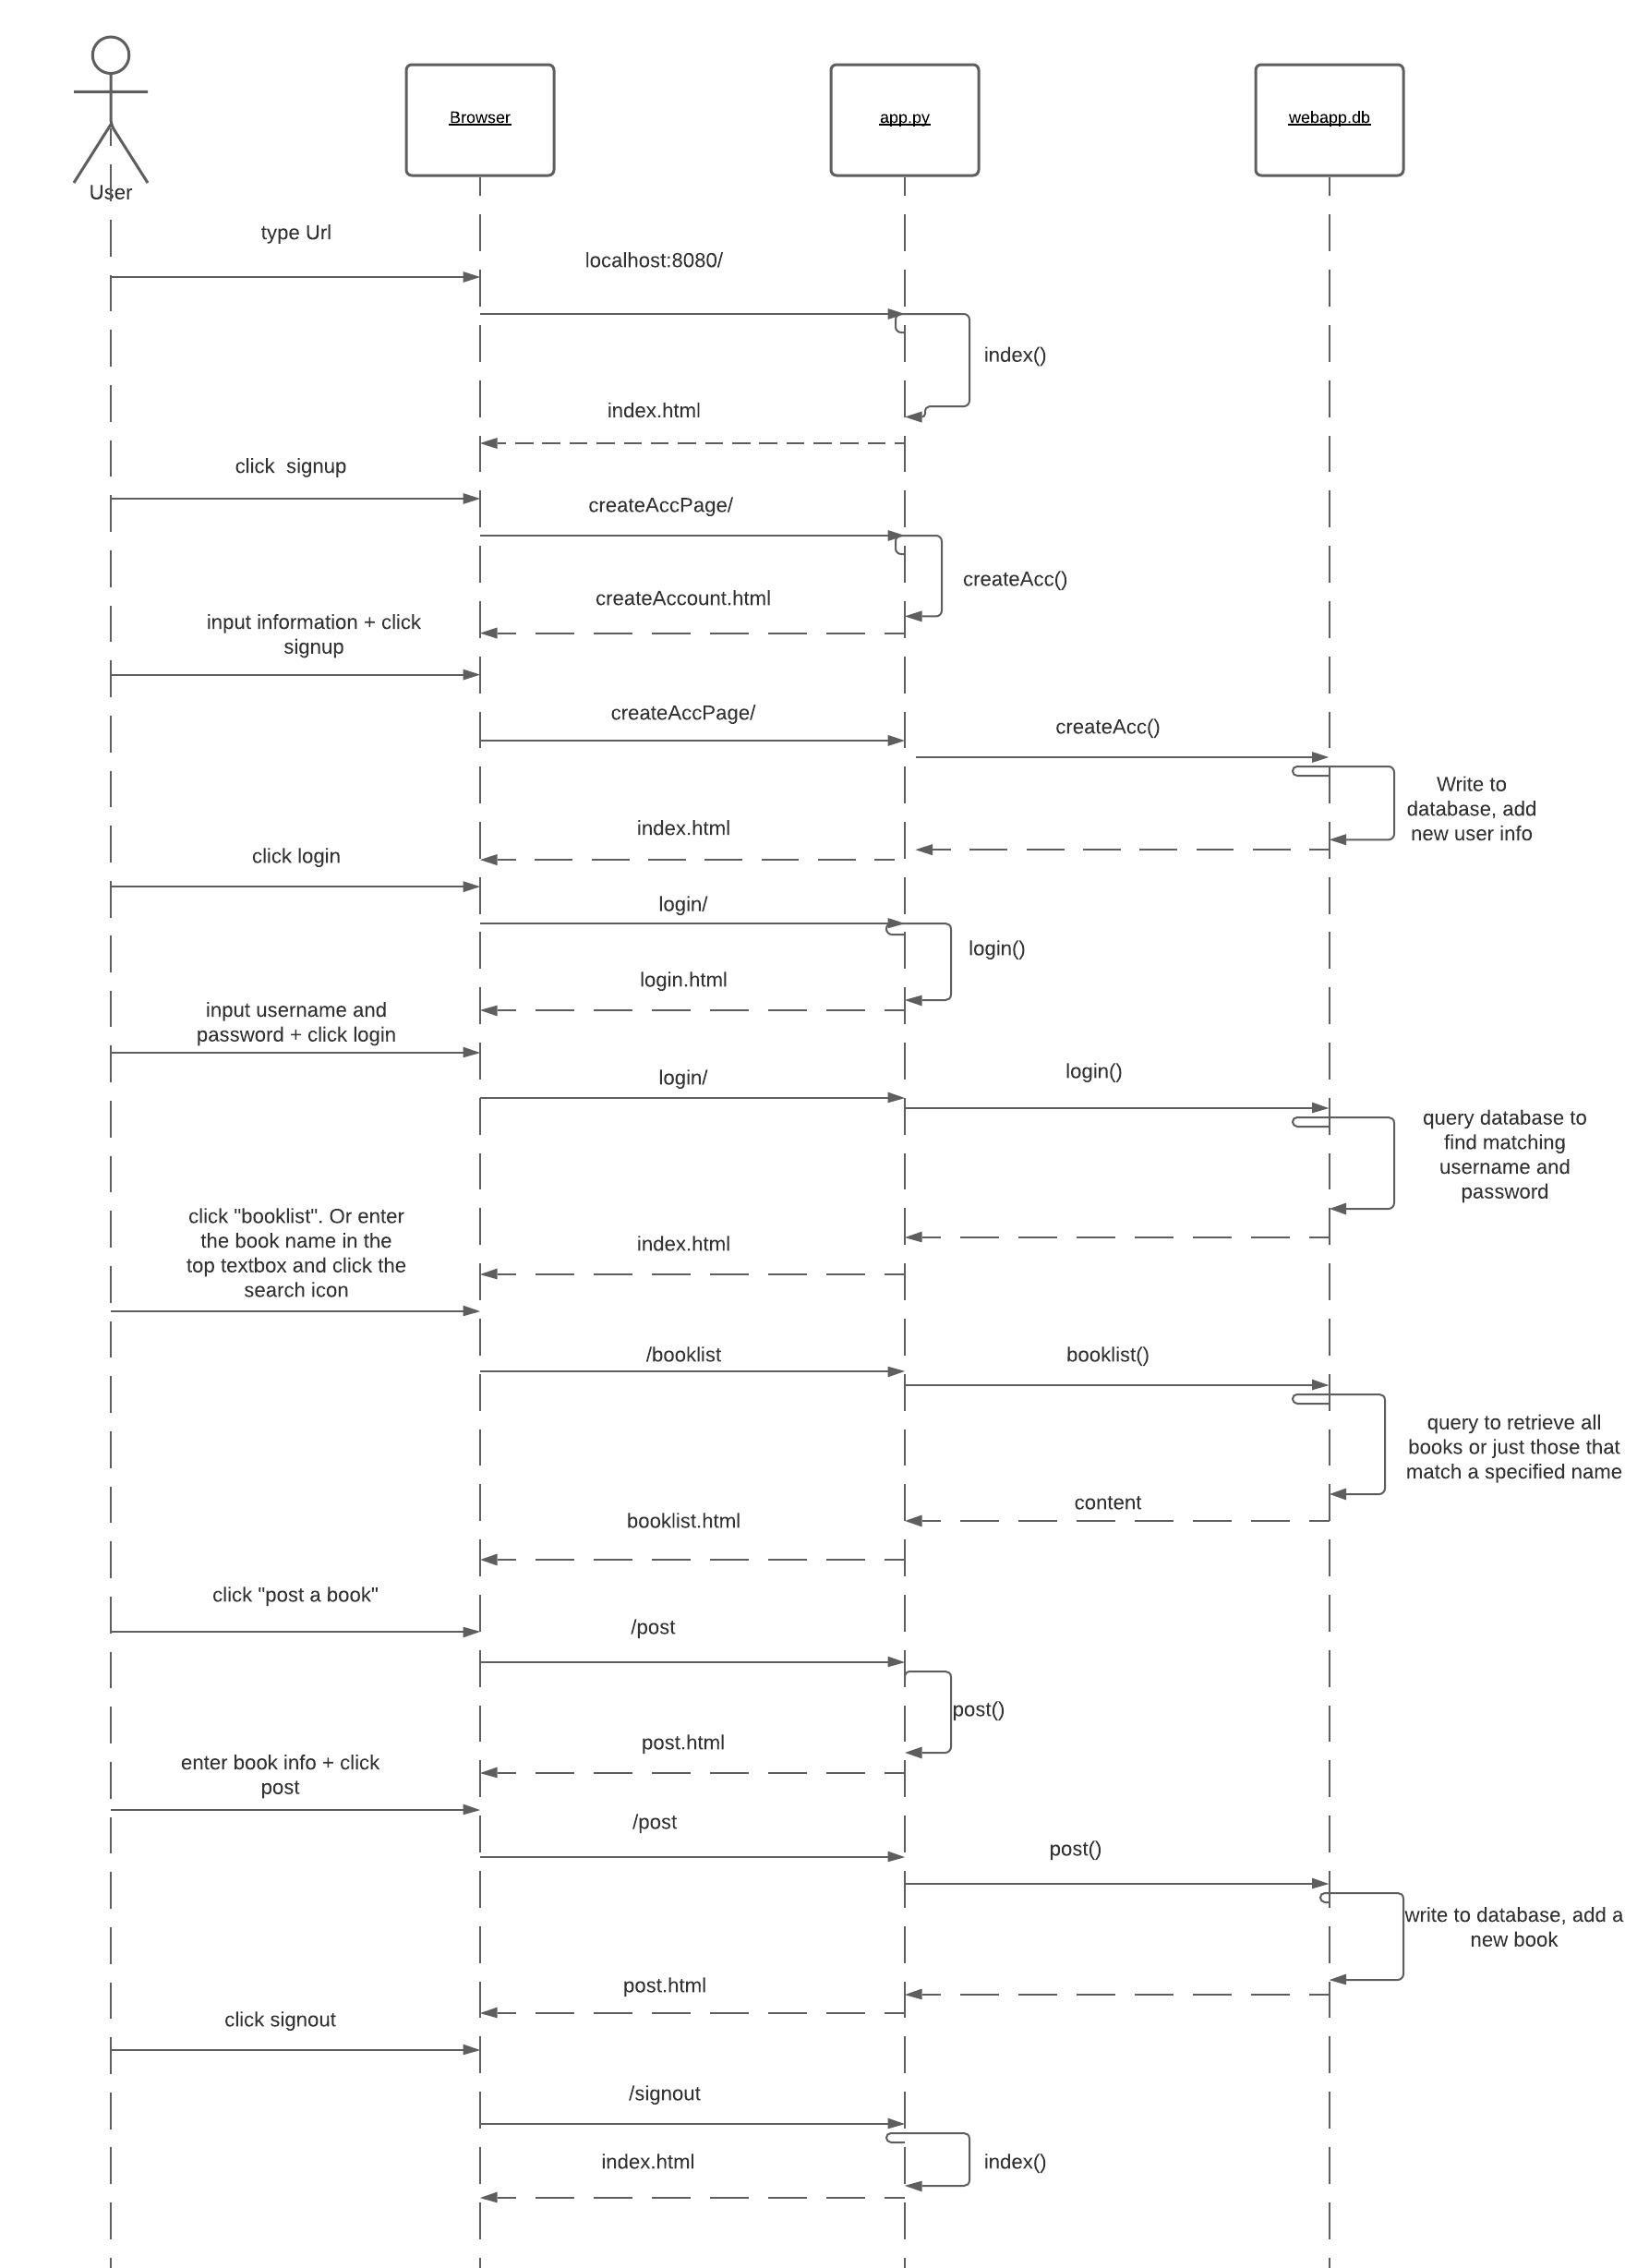 User
Browser
app.py
webapp.db
type Url
localhost:8080/
index()
index.html
click  signup
createAccPage/
createAcc()
createAccount.html
input information + click
signup
createAccPage/
createAcc()
Write to
database, add
new user info
index.html
click login
login/
login()
login.html
input username and
password + click login
login/
login()
query database to
find matching
username and
password
index.html
click "booklist". Or enter
the book name in the
top textbox and click the
search icon
/booklist
booklist()
query to retrieve all
books or just those that
match a specified name
content
booklist.html
click "post a book"
/post
post()
post.html
enter book info + click
post
/post
post()
write to database, add a
new book
post.html
click signout
/signout
index()
index.html